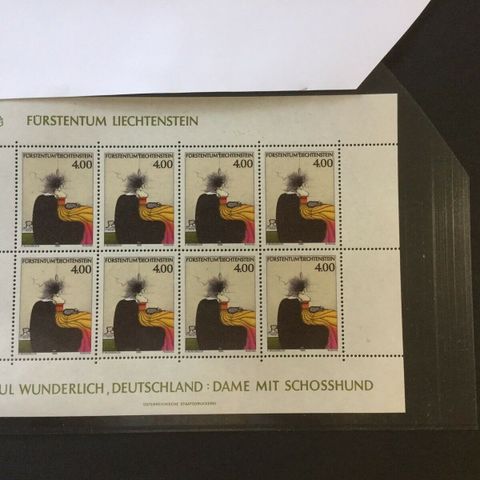 FÜRSTENTUM LIECHTENSTEIN
FÜRSTENTUM LIECHTENSTEIN FÜRSTENTUM LIECHTENSTEIN FÜRSTENTUM LIECHTENSTEIN FÜRSTENTUM LIECHTENSTEIN
4.00 4.00 4.00 4.00
FÜRSTENTUM LIECHTENSTEIN FÜRSTENTUM LIECHTENSTEIN FÜRSTENTUM LIECHTENSTEIN FÜRSTENTUM LIECHTENSTEIN
4.00 4.00 4.00 4.00
UL WUNDERLICH, DEUTSCHLAND: DAME MIT SCHOSSHUND
ÖSTERREICHISCHE STAATSDRUCKEREI